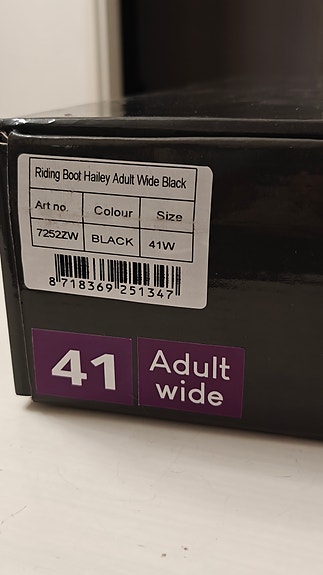 Riding Boot Hailey Adult Wide Black
Art no. Colour Size
7252ZW BLACK 41W
8 718369 251347
41 Adult
wide